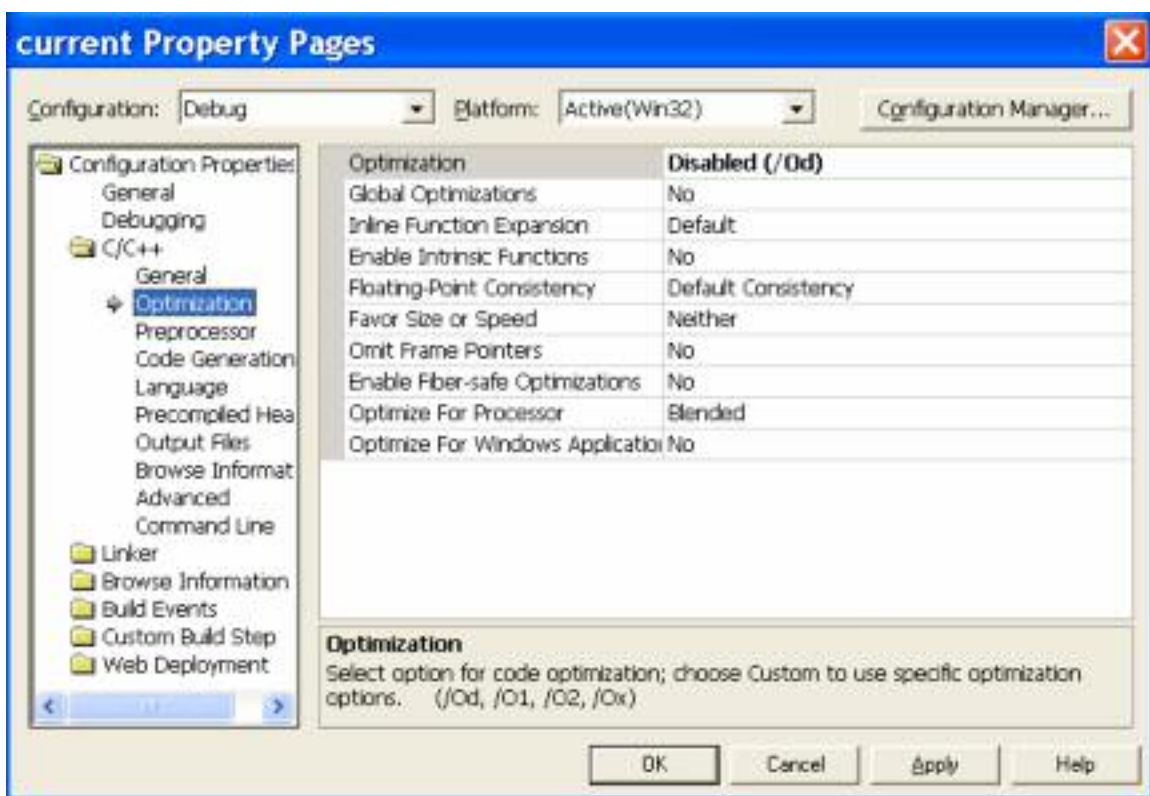 current Property Pages
Configuration: Debug Platform: Active(Win32) Configuration Manager...
Configuration Properties
General
Debugging
C/C++
General
Optimization
Preprocessor
Code Generation
Language
Precompiled Hea
Output Files
Browse Informat
Advanced
Command Line
Linker
Browse Information
Build Events
Custom Build Step
Web Deployment
Optimization Disabled (/Od)
Global Optimizations No
Inline Function Expansion Default
Enable Intrinsic Functions No
Floating-Point Consistency Default Consistency
Favor Size or Speed Neither
Omit Frame Pointers No
Enable Fiber-safe Optimizations No
Optimize For Processor Blended
Optimize For Windows Application No
Optimization
Select option for code optimization; choose Custom to use specific optimization
options. (/Od, /O1, /O2, /Ox)
OK Cancel Apply Help